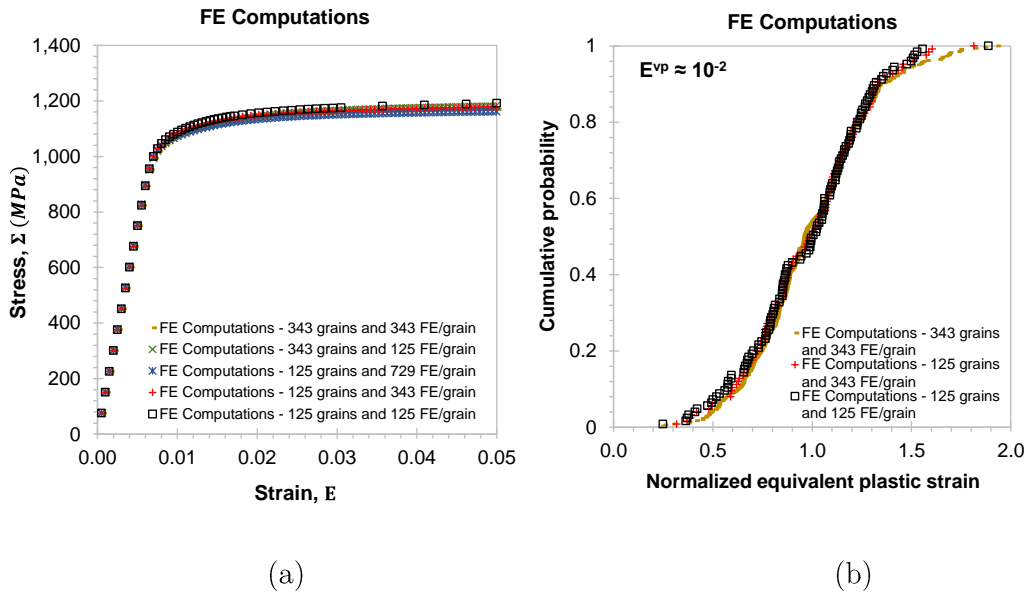 FE Computations
Stress, Σ (MPa)
1,400
1,200
1,000
800
600
400
200
0
FE Computations - 343 grains and 343 FE/grain
FE Computations - 343 grains and 125 FE/grain
FE Computations - 125 grains and 729 FE/grain
FE Computations - 125 grains and 343 FE/grain
FE Computations - 125 grains and 125 FE/grain
0.00 0.01 0.02 0.03 0.04 0.05
Strain, E
(a)
FE Computations
Cumulative probability
1
0.8
0.6
0.4
0.2
0
E^vp ≈ 10^-2
FE Computations - 343 grains
and 343 FE/grain
FE Computations - 125 grains
and 343 FE/grain
FE Computations - 125 grains
and 125 FE/grain
0.0 0.5 1.0 1.5 2.0
Normalized equivalent plastic strain
(b)